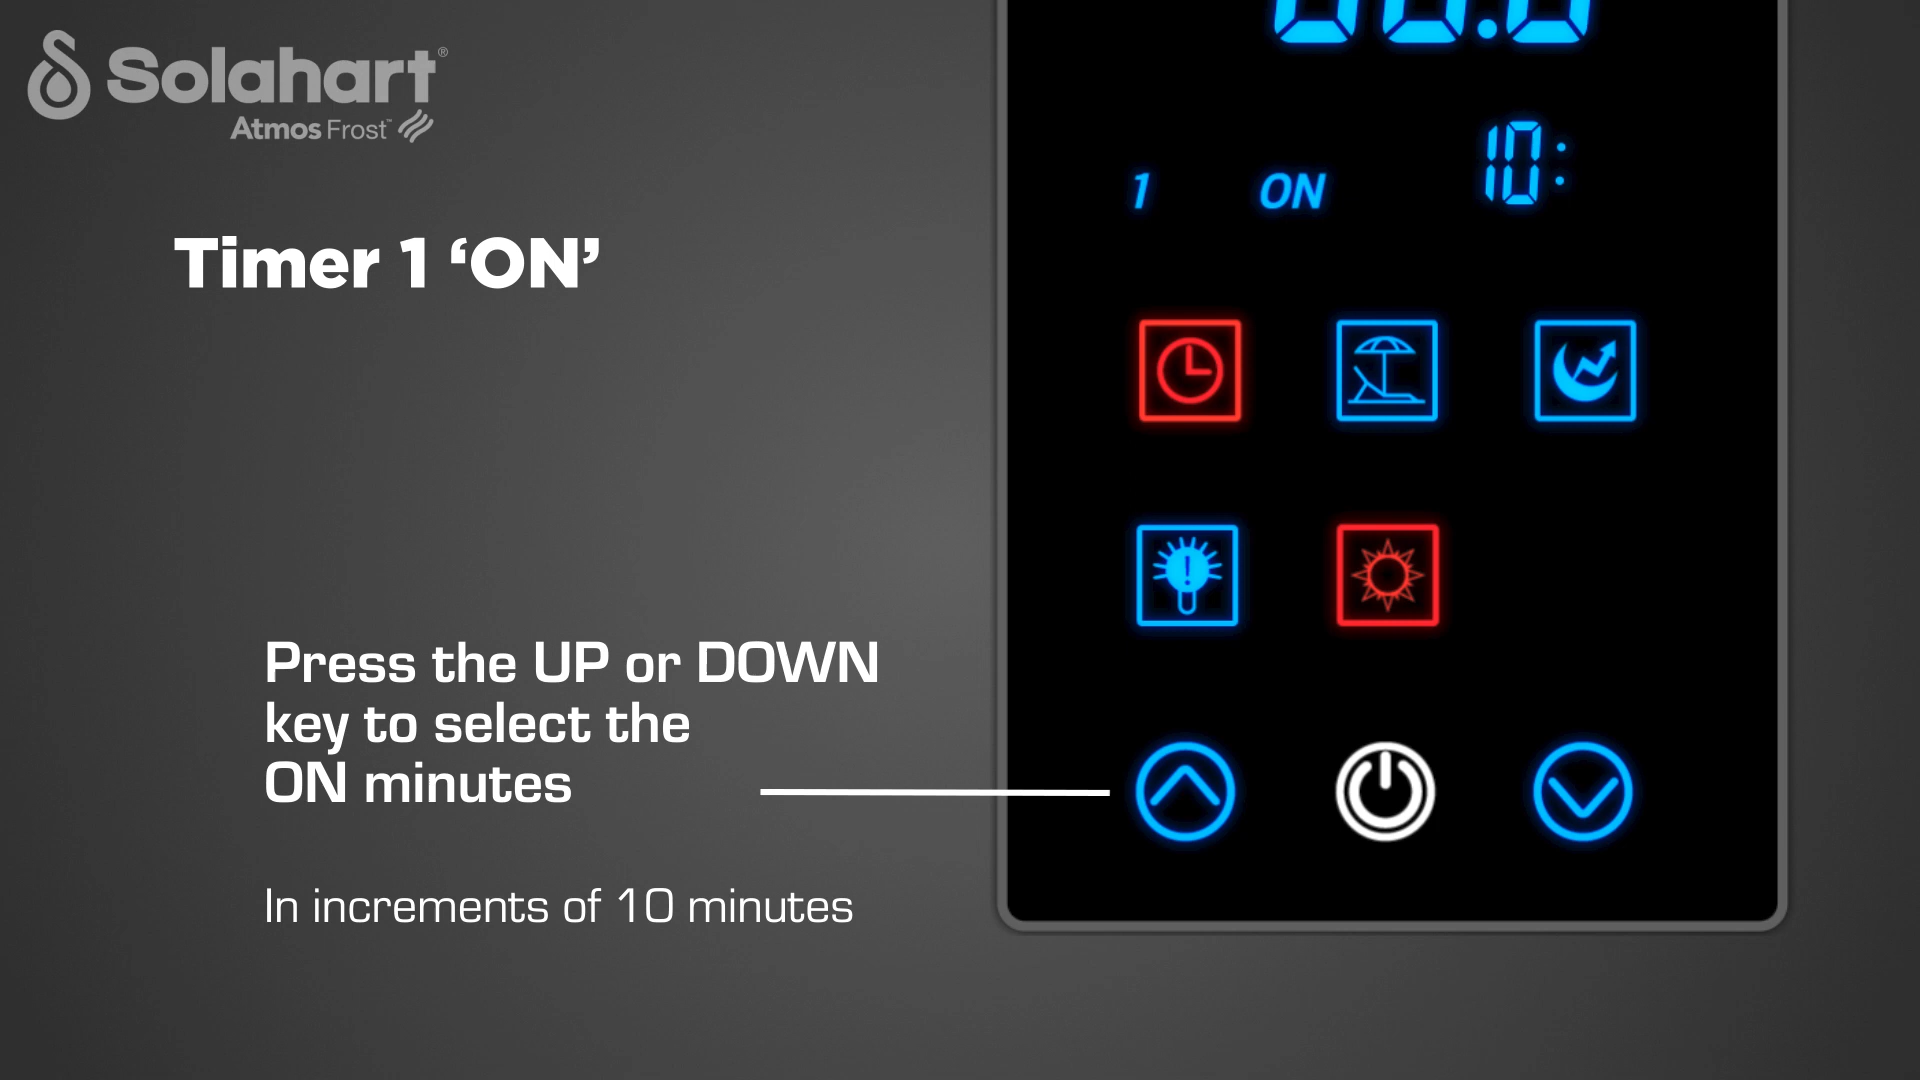 Solahart®
Atmos Frost™
Timer 1 ‘ON’
1 ON 10:
Press the UP or DOWN
key to select the
ON minutes
In increments of 10 minutes